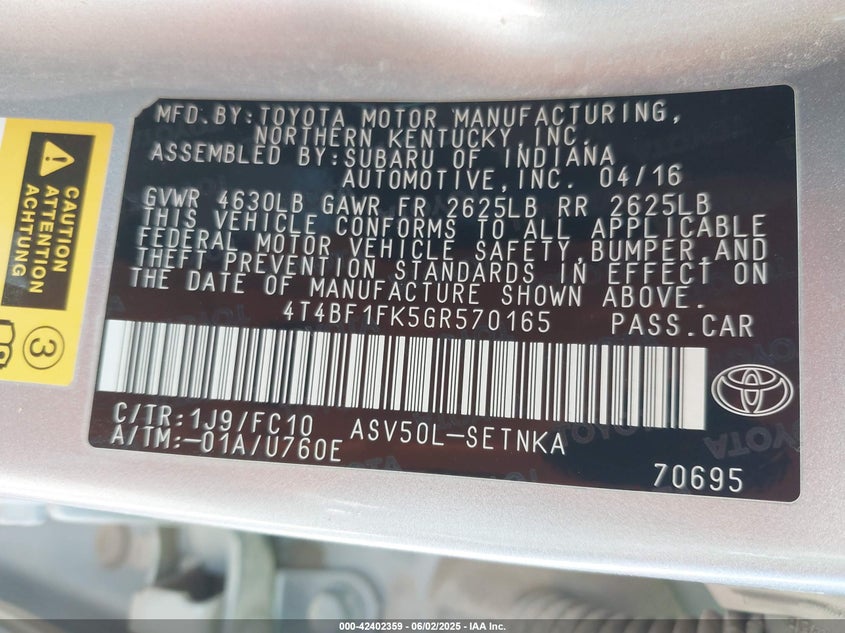 MFD.BY:TOYOTA MOTOR MANUFACTURING,
NORTHERN KENTUCKY,INC.
ASSEMBLED BY:SUBARU OF INDIANA
AUTOMOTIVE,INC. 04/16
GVWR 4630LB GAWR FR 2625LB RR 2625LB
THIS VEHICLE CONFORMS TO ALL APPLICABLE
FEDERAL MOTOR VEHICLE SAFETY,BUMPER,AND
THEFT PREVENTION STANDARDS IN EFFECT ON
THE DATE OF MANUFACTURE SHOWN ABOVE.
4T4BF1FK5GR570165 PASS.CAR
C/TR:1J9/FC10 ASV50L-SETNKA
A/TM:-01A/U760E
70695
CAUTION
ATTENTION
ACHTUNG
3
000-42402359 - 06/02/2025 - IAA Inc.